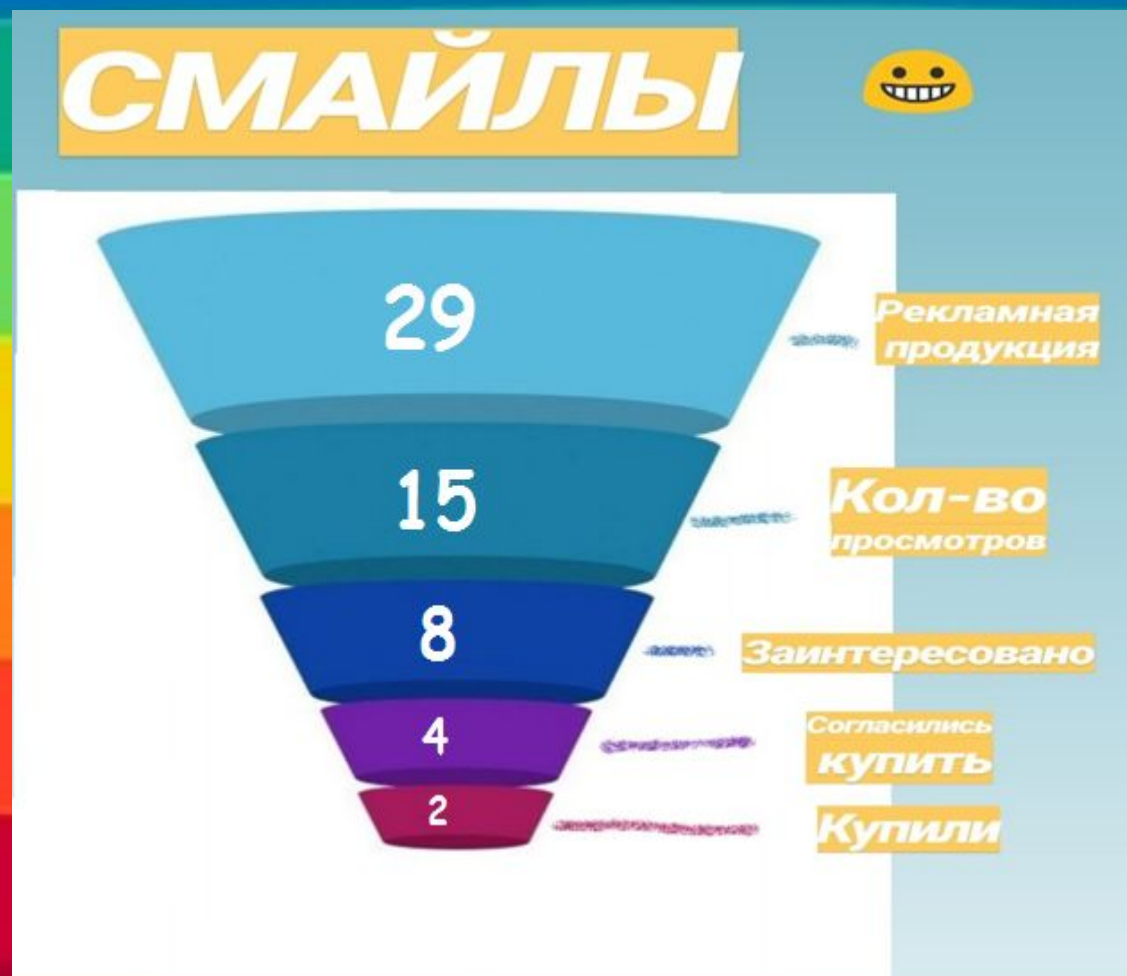 СМАЙЛЫ
29
Рекламная
продукция
15
Кол-во
просмотров
8
Заинтересовано
4
Согласились
купить
2
Купили